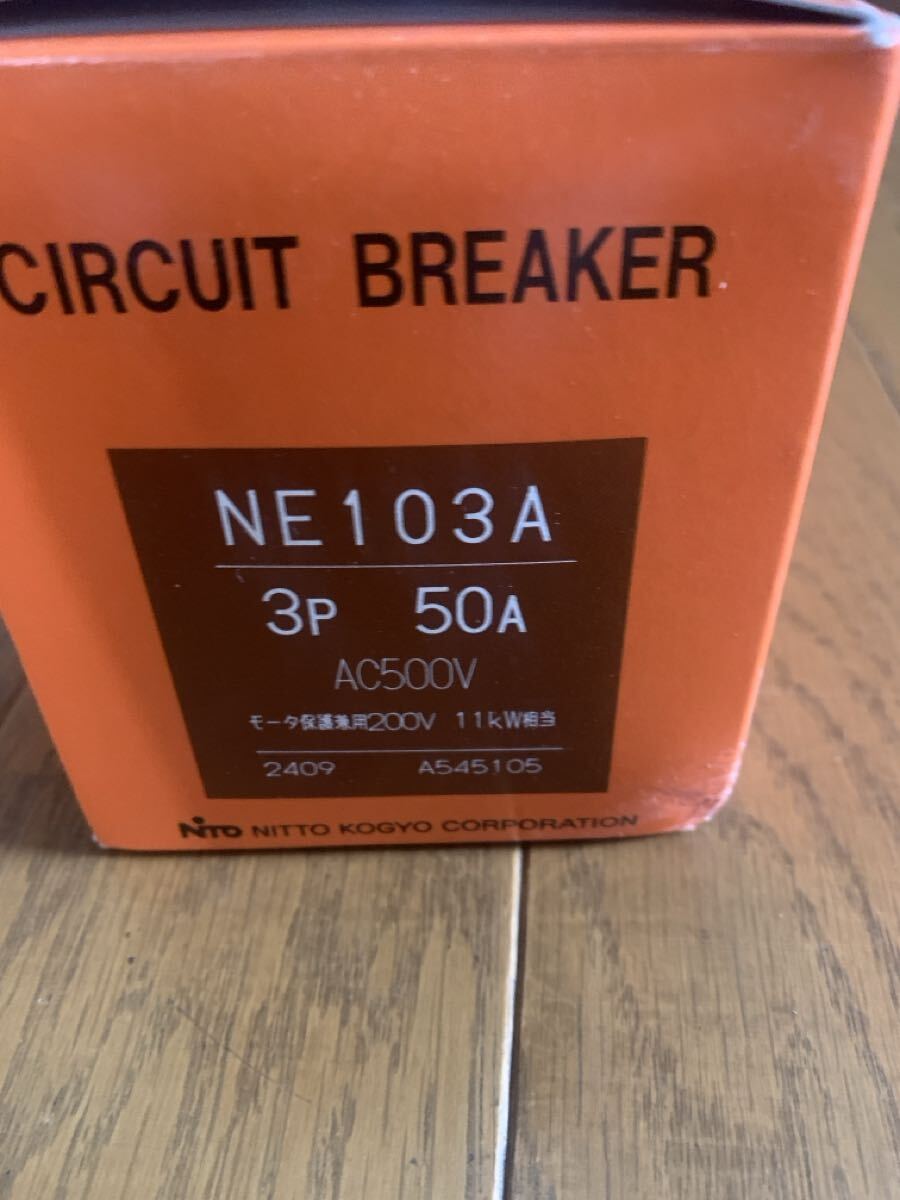 CIRCUIT BREAKER
NE103A
3P 50A
AC500V
モータ保護兼用200V 11kW相当
2409 A545105
NITO NITTO KOGYO CORPORATION